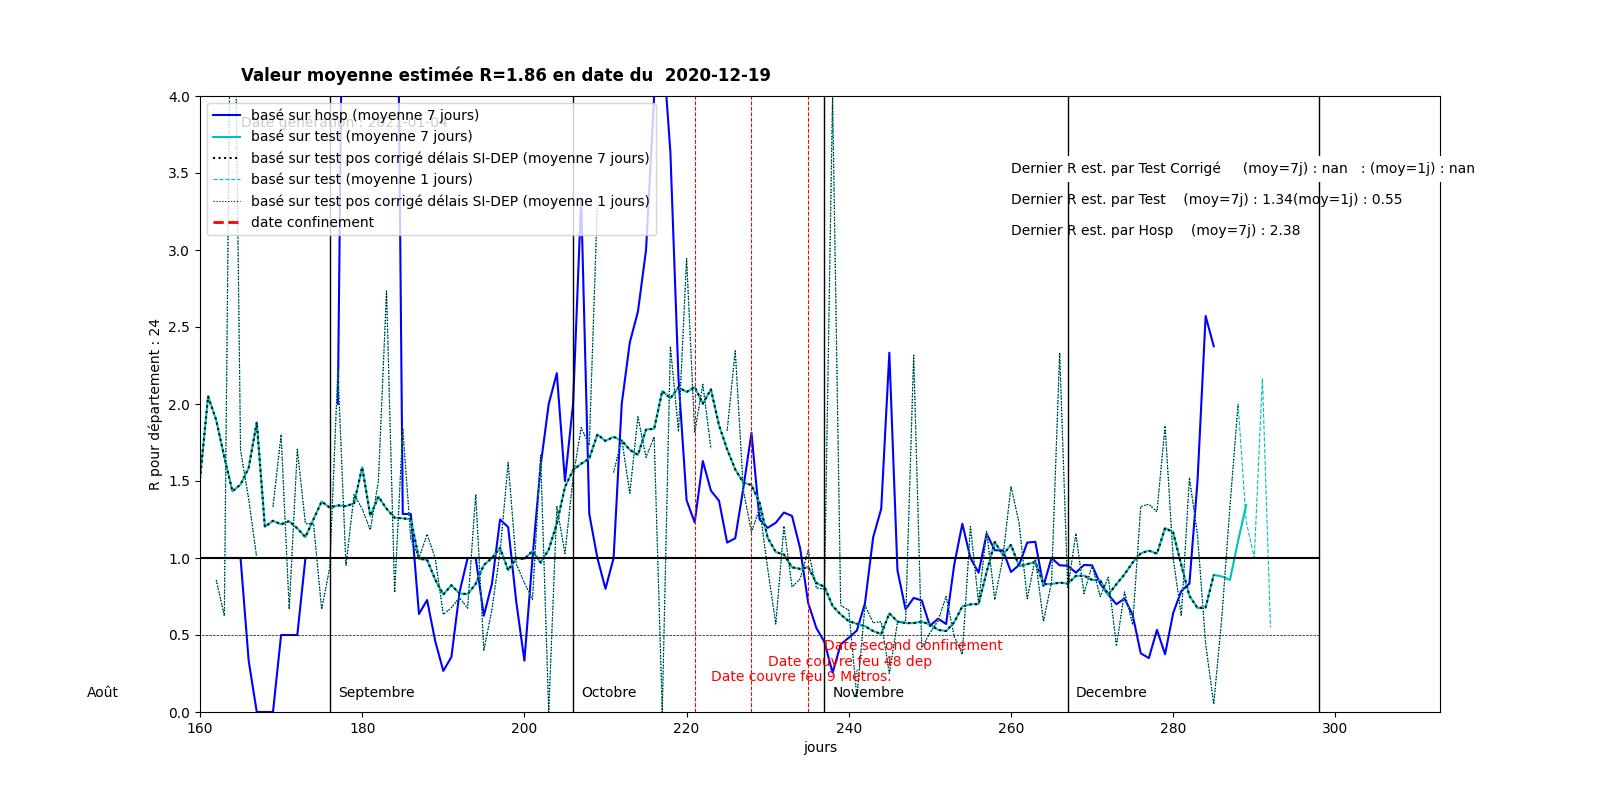 Valeur moyenne estimée R=1.86 en date du  2020-12-19
Date génération : 2021-01-04
basé sur hosp (moyenne 7 jours)
basé sur test (moyenne 7 jours)
basé sur test pos corrigé délais SI-DEP (moyenne 7 jours)
basé sur test (moyenne 1 jours)
basé sur test pos corrigé délais SI-DEP (moyenne 1 jours)
date confinement
Dernier R est. par Test Corrigé     (moy=7j) : nan   : (moy=1j) : nan
Dernier R est. par Test    (moy=7j) : 1.34(moy=1j) : 0.55
Dernier R est. par Hosp    (moy=7j) : 2.38
4.0
3.5
3.0
2.5
2.0
1.5
1.0
0.5
0.0
R pour département : 24
Date second confinement
Date couvre feu 48 dep
Date couvre feu 9 Métros.
Août
Septembre
Octobre
Novembre
Decembre
160 180 200 220 240 260 280 300
jours